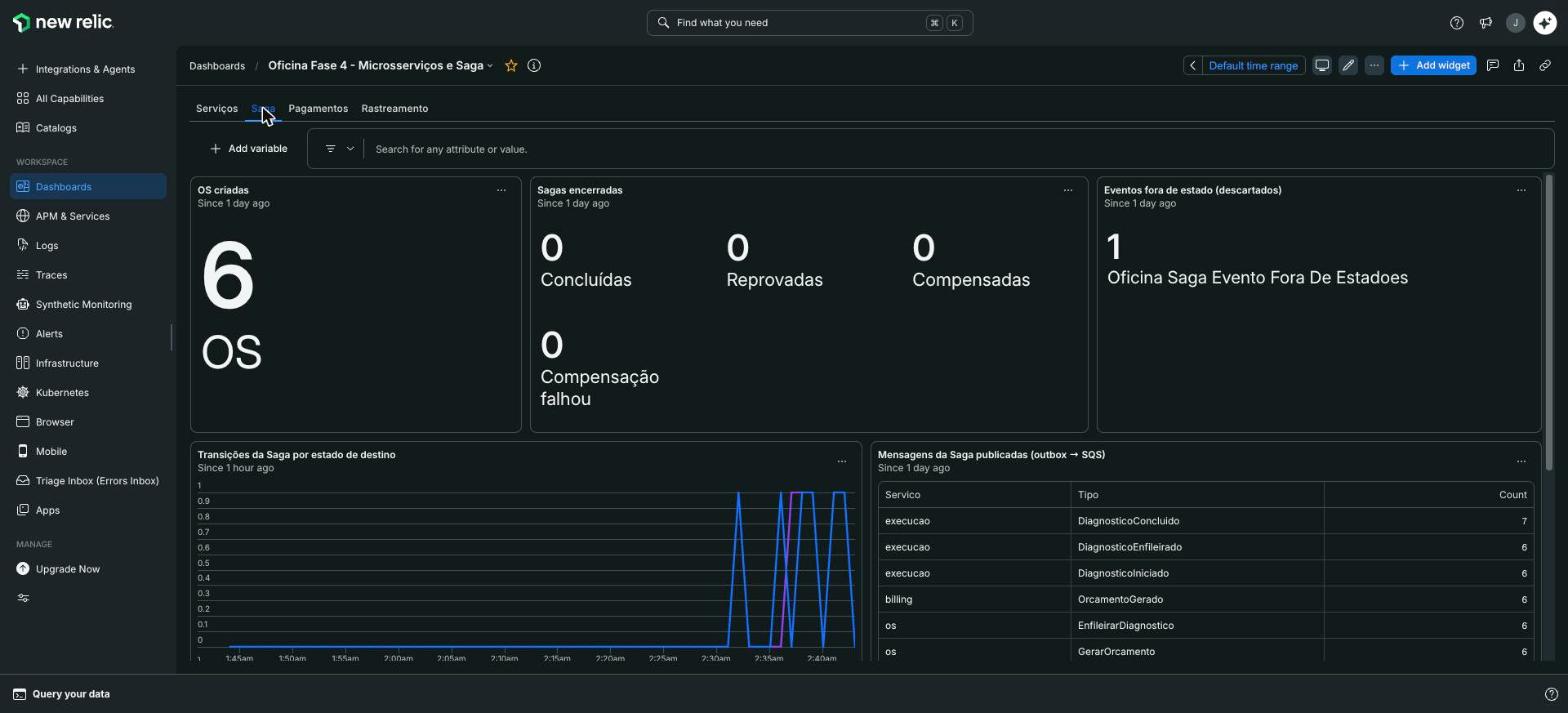 new relic
Find what you need
⌘ K
J
Integrations & Agents
All Capabilities
Catalogs
WORKSPACE
Dashboards
APM & Services
Logs
Traces
Synthetic Monitoring
Alerts
Infrastructure
Kubernetes
Browser
Mobile
Triage Inbox (Errors Inbox)
Apps
MANAGE
Upgrade Now
Dashboards / Oficina Fase 4 - Microsserviços e Saga
Default time range
Add widget
Serviços Saga Pagamentos Rastreamento
Add variable
Search for any attribute or value.
OS criadas
Since 1 day ago
6
OS
Sagas encerradas
Since 1 day ago
0 0 0
Concluídas Reprovadas Compensadas
0
Compensação
falhou
Eventos fora de estado (descartados)
Since 1 day ago
1
Oficina Saga Evento Fora De Estadoes
Transições da Saga por estado de destino
Since 1 hour ago
1
0.9
0.8
0.7
0.6
0.5
0.4
0.3
0.2
0.1
0
1:45am 1:50am 1:55am 2:00am 2:05am 2:10am 2:15am 2:20am 2:25am 2:30am 2:35am 2:40am
Mensagens da Saga publicadas (outbox → SQS)
Since 1 day ago
Servico Tipo Count
execucao DiagnosticoConcluido 7
execucao DiagnosticoEnfileirado 6
execucao DiagnosticoIniciado 6
billing OrcamentoGerado 6
os EnfileirarDiagnostico 6
os GerarOrcamento 6
Query your data